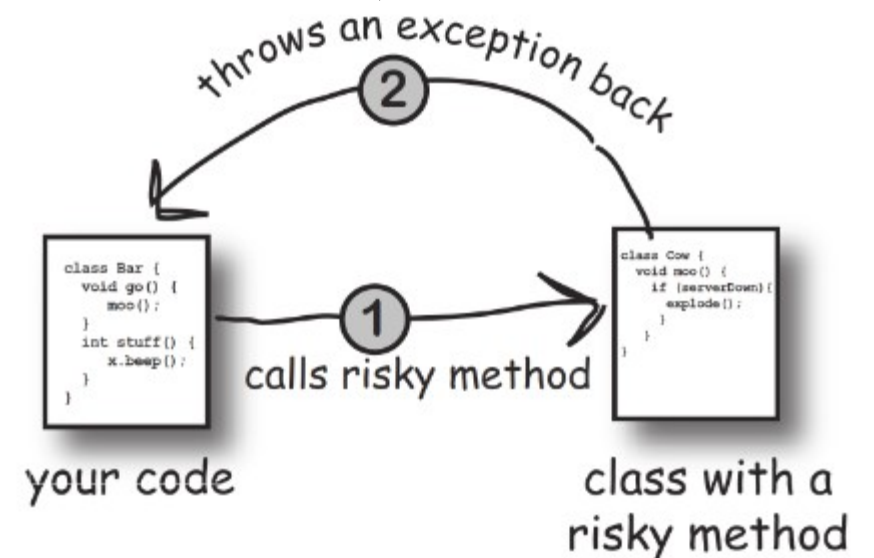 throws an exception back
2
class Bar {
void go() {
moo();
}
int stuff() {
x.beep();
}
}
1
calls risky method
class Cow {
void moo() {
if (serverDown){
explode();
}
}
}
your code
class with a
risky method